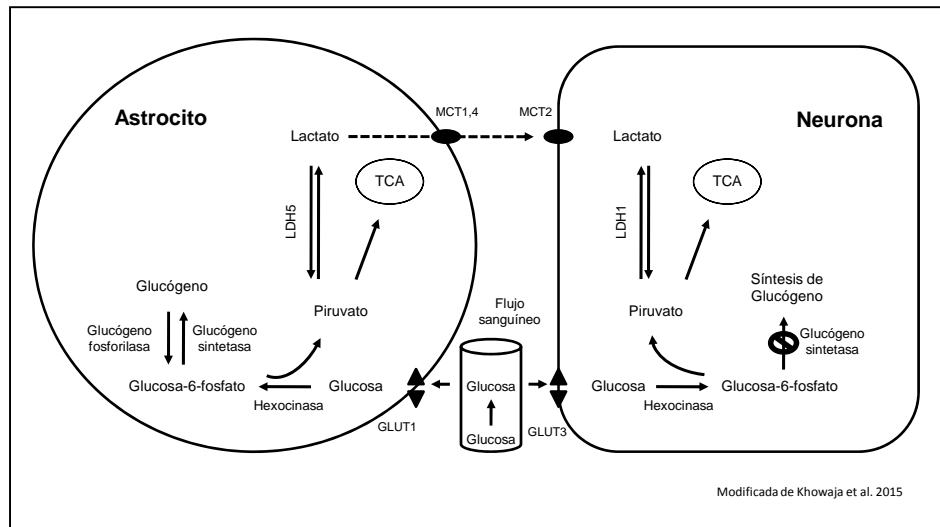 Astrocito
Neurona
MCT1,4
MCT2
Lactato
Lactato
TCA
TCA
LDH5
LDH1
Glucógeno
Síntesis de
Glucógeno
Piruvato
Flujo
sanguíneo
Piruvato
Glucógeno
fosforilasa
Glucógeno
sintetasa
Glucógeno
sintetasa
Glucosa-6-fosfato
Glucosa
Hexocinasa
Glucosa
Glucosa
Glucosa
Glucosa-6-fosfato
Hexocinasa
GLUT1
GLUT3
Modificada de Khowaja et al. 2015